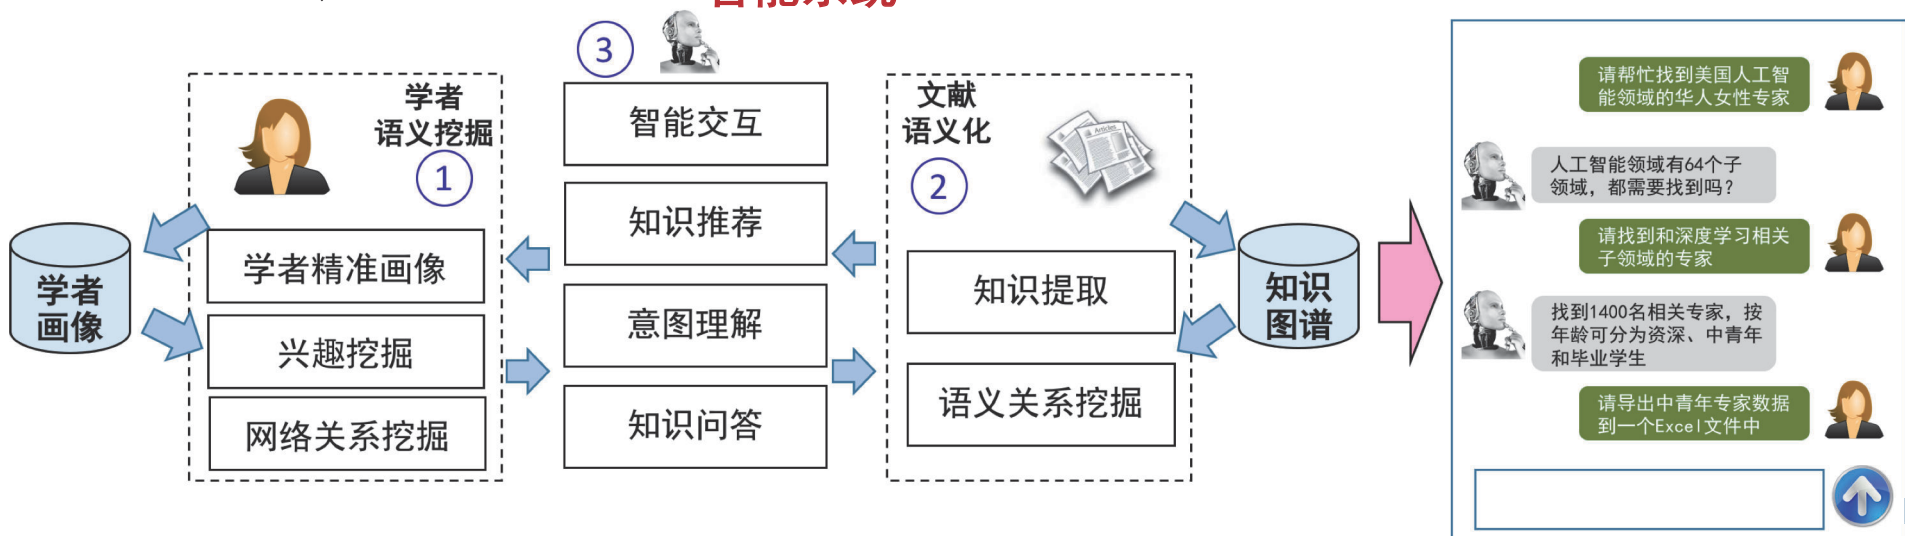 学者
语义挖掘
1
学者精准画像
兴趣挖掘
网络关系挖掘
学者
画像
3
智能交互
知识推荐
意图理解
知识问答
文献
语义化
2
Articles
知识提取
语义关系挖掘
知识
图谱
请帮忙找到美国人工智
能领域的华人女性专家
人工智能领域有64个子
领域，都需要找到吗？
请找到和深度学习相关
子领域的专家
找到1400名相关专家，按
年龄可分为资深、中青年
和毕业学生
请导出中青年专家数据
到一个Excel文件中